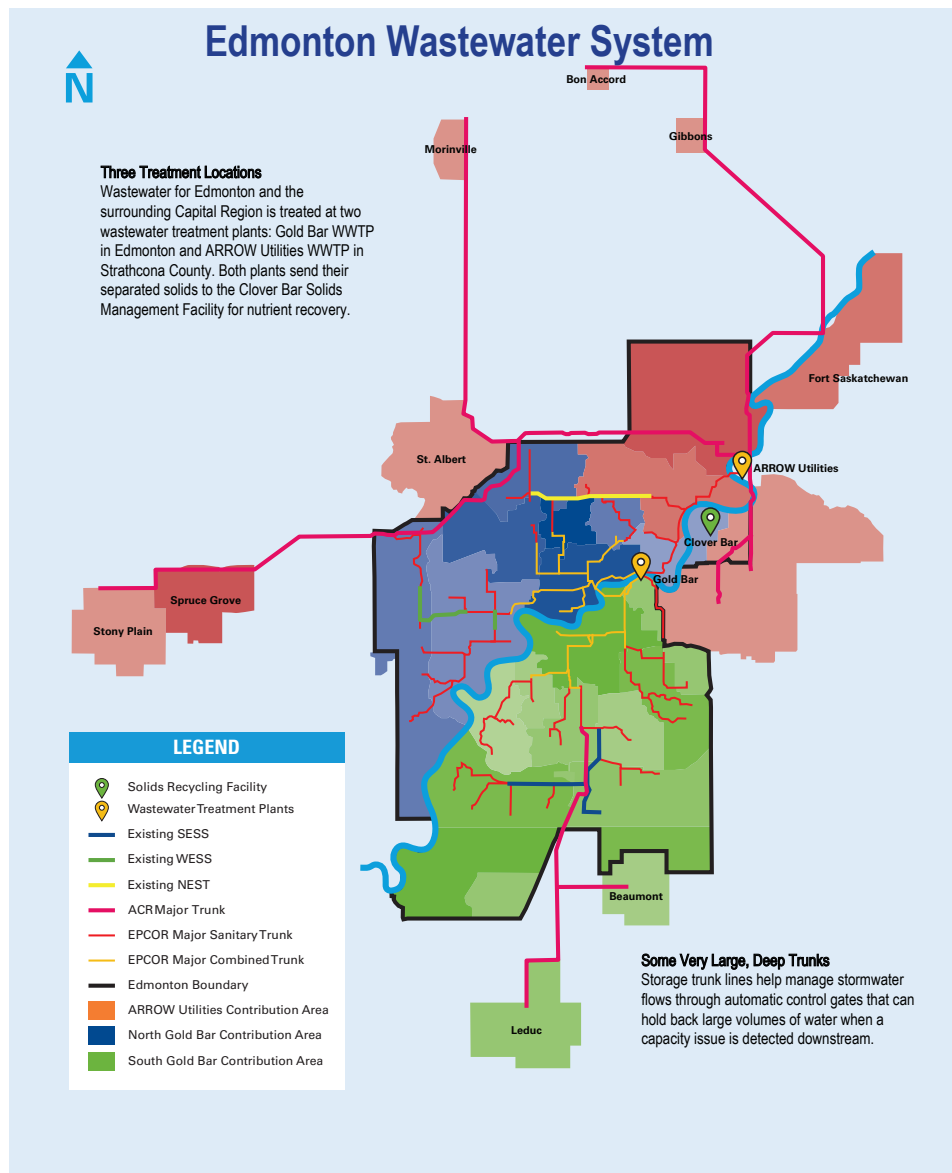 Edmonton Wastewater System
N
Bon Accord
Gibbons
Morinville
Three Treatment Locations
Wastewater for Edmonton and the
surrounding Capital Region is treated at two
wastewater treatment plants: Gold Bar WWTP
in Edmonton and ARROW Utilities WWTP in
Strathcona County. Both plants send their
separated solids to the Clover Bar Solids
Management Facility for nutrient recovery.
Fort Saskatchewan
St. Albert
ARROW Utilities
Clover Bar
Gold Bar
Spruce Grove
Stony Plain
LEGEND
Solids Recycling Facility
Wastewater Treatment Plants
Existing SESS
Existing WESS
Existing NEST
ACR Major Trunk
EPCOR Major Sanitary Trunk
EPCOR Major Combined Trunk
Edmonton Boundary
ARROW Utilities Contribution Area
North Gold Bar Contribution Area
South Gold Bar Contribution Area
Beaumont
Leduc
Some Very Large, Deep Trunks
Storage trunk lines help manage stormwater
flows through automatic control gates that can
hold back large volumes of water when a
capacity issue is detected downstream.